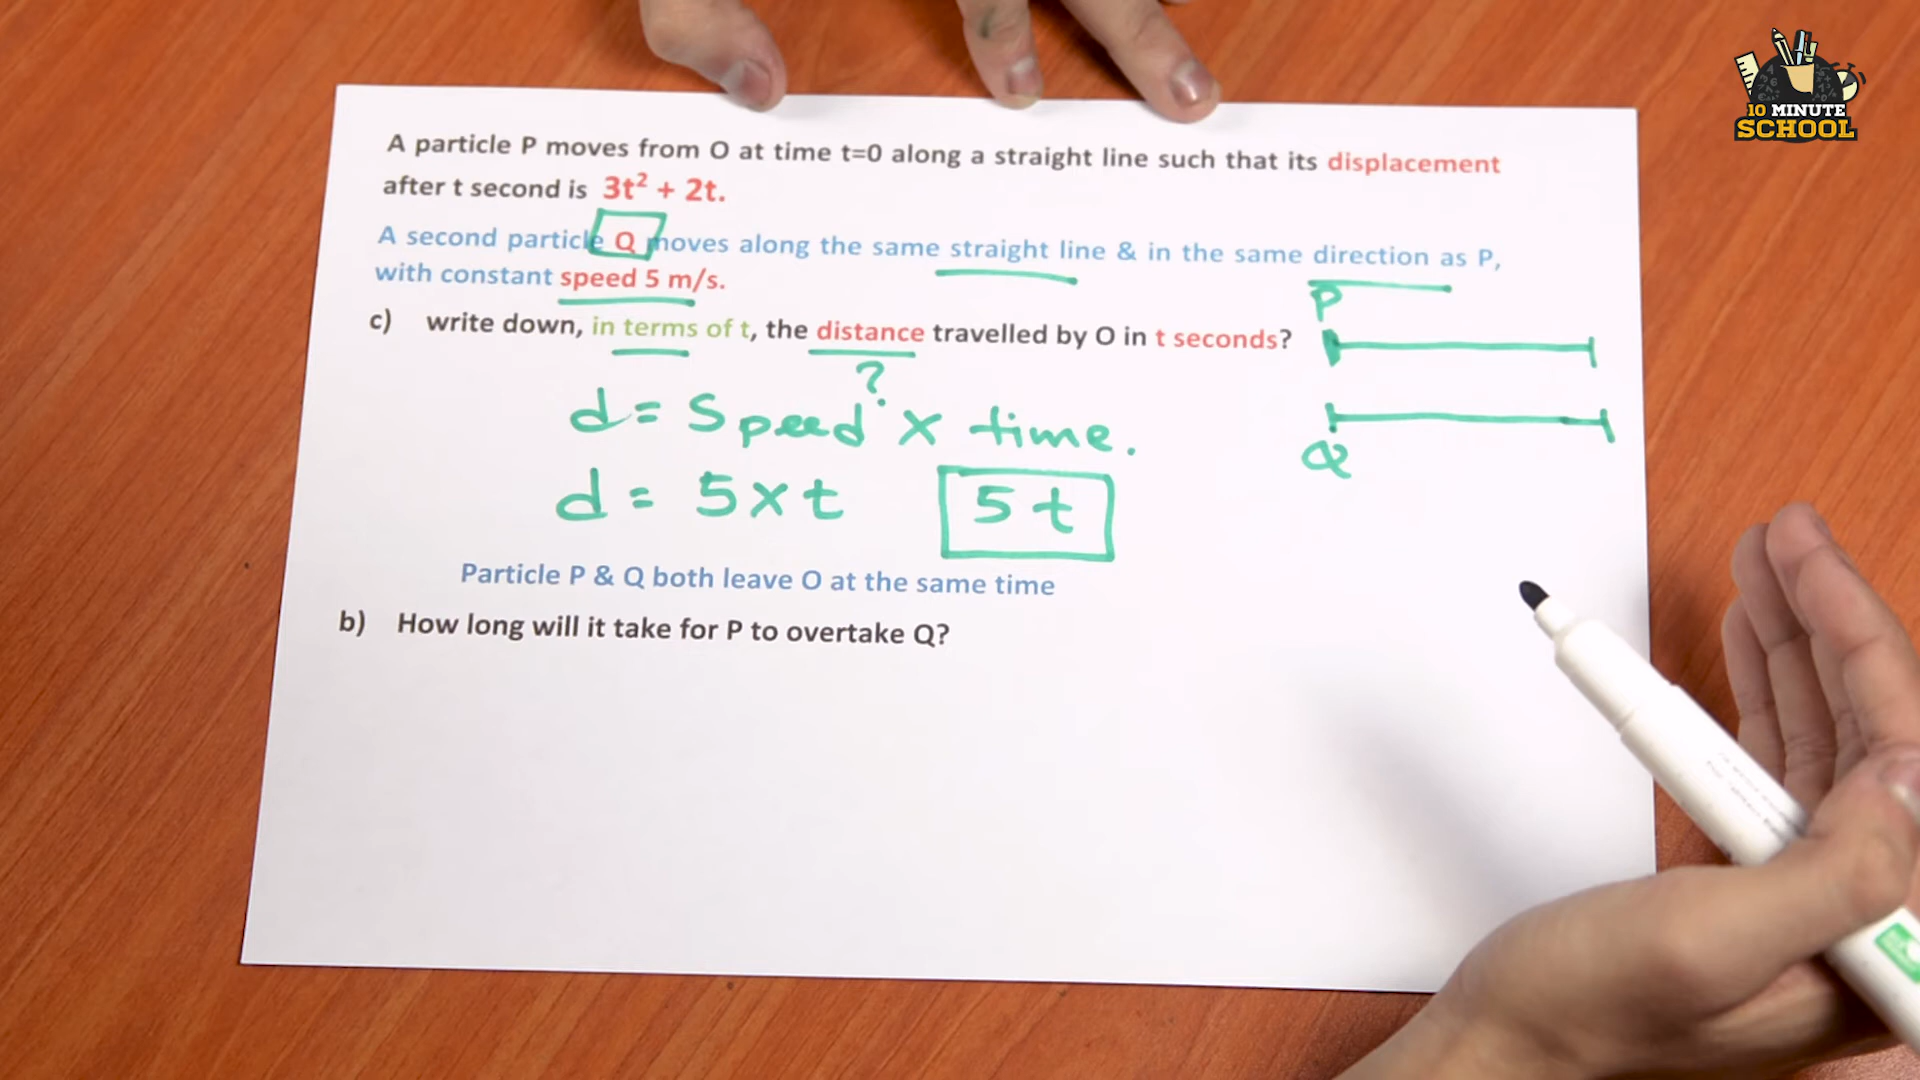 10 MINUTE
SCHOOL
A particle P moves from O at time t=0 along a straight line such that its displacement
after t second is 3t² + 2t.
A second particle Q moves along the same straight line & in the same direction as P,
with constant speed 5 m/s.
P
c) write down, in terms of t, the distance travelled by O in t seconds?
?
d = Speed × time.
Q
d = 5×t 5t
Particle P & Q both leave O at the same time
b) How long will it take for P to overtake Q?